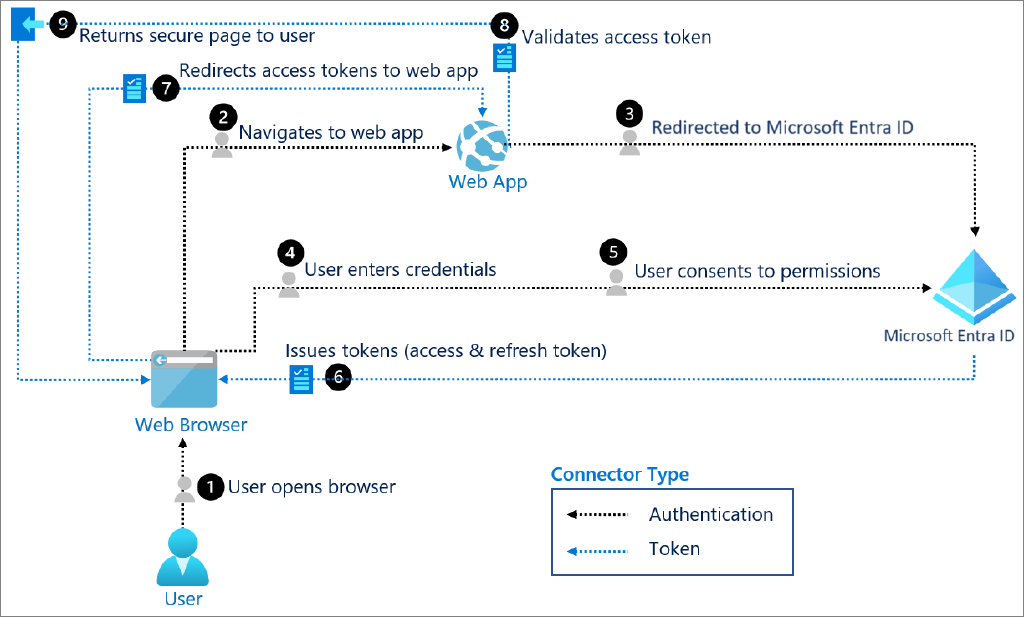 9
Returns secure page to user
8
Validates access token
7
Redirects access tokens to web app
2
Navigates to web app
3
Redirected to Microsoft Entra ID
Web App
4
User enters credentials
5
User consents to permissions
Microsoft Entra ID
Issues tokens (access & refresh token)
6
Web Browser
1
User opens browser
User
Connector Type
Authentication
Token